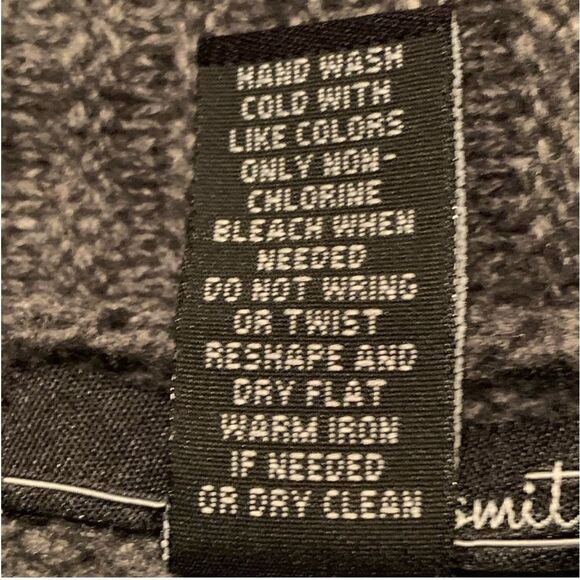 HAND WASH
COLD WITH
LIKE COLORS
ONLY NON-
CHLORINE
BLEACH WHEN
NEEDED
DO NOT WRING
OR TWIST
RESHAPE AND
DRY FLAT
WARM IRON
IF NEEDED
OR DRY CLEAN
smit